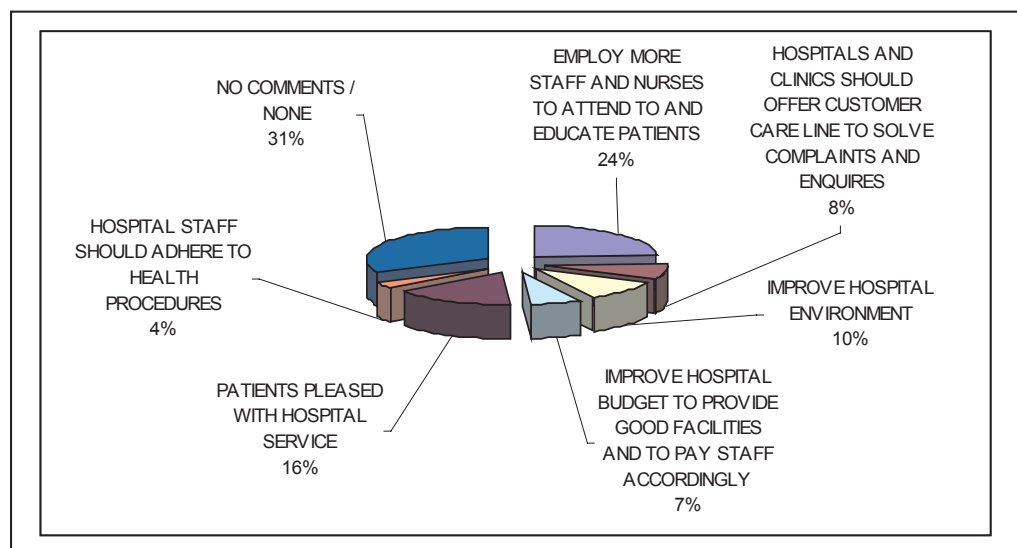 NO COMMENTS /
NONE
31%
EMPLOY MORE
STAFF AND NURSES
TO ATTEND TO AND
EDUCATE PATIENTS
24%
HOSPITALS AND
CLINICS SHOULD
OFFER CUSTOMER
CARE LINE TO SOLVE
COMPLAINTS AND
ENQUIRES
8%
HOSPITAL STAFF
SHOULD ADHERE TO
HEALTH
PROCEDURES
4%
IMPROVE HOSPITAL
ENVIRONMENT
10%
PATIENTS PLEASED
WITH HOSPITAL
SERVICE
16%
IMPROVE HOSPITAL
BUDGET TO PROVIDE
GOOD FACILITIES
AND TO PAY STAFF
ACCORDINGLY
7%